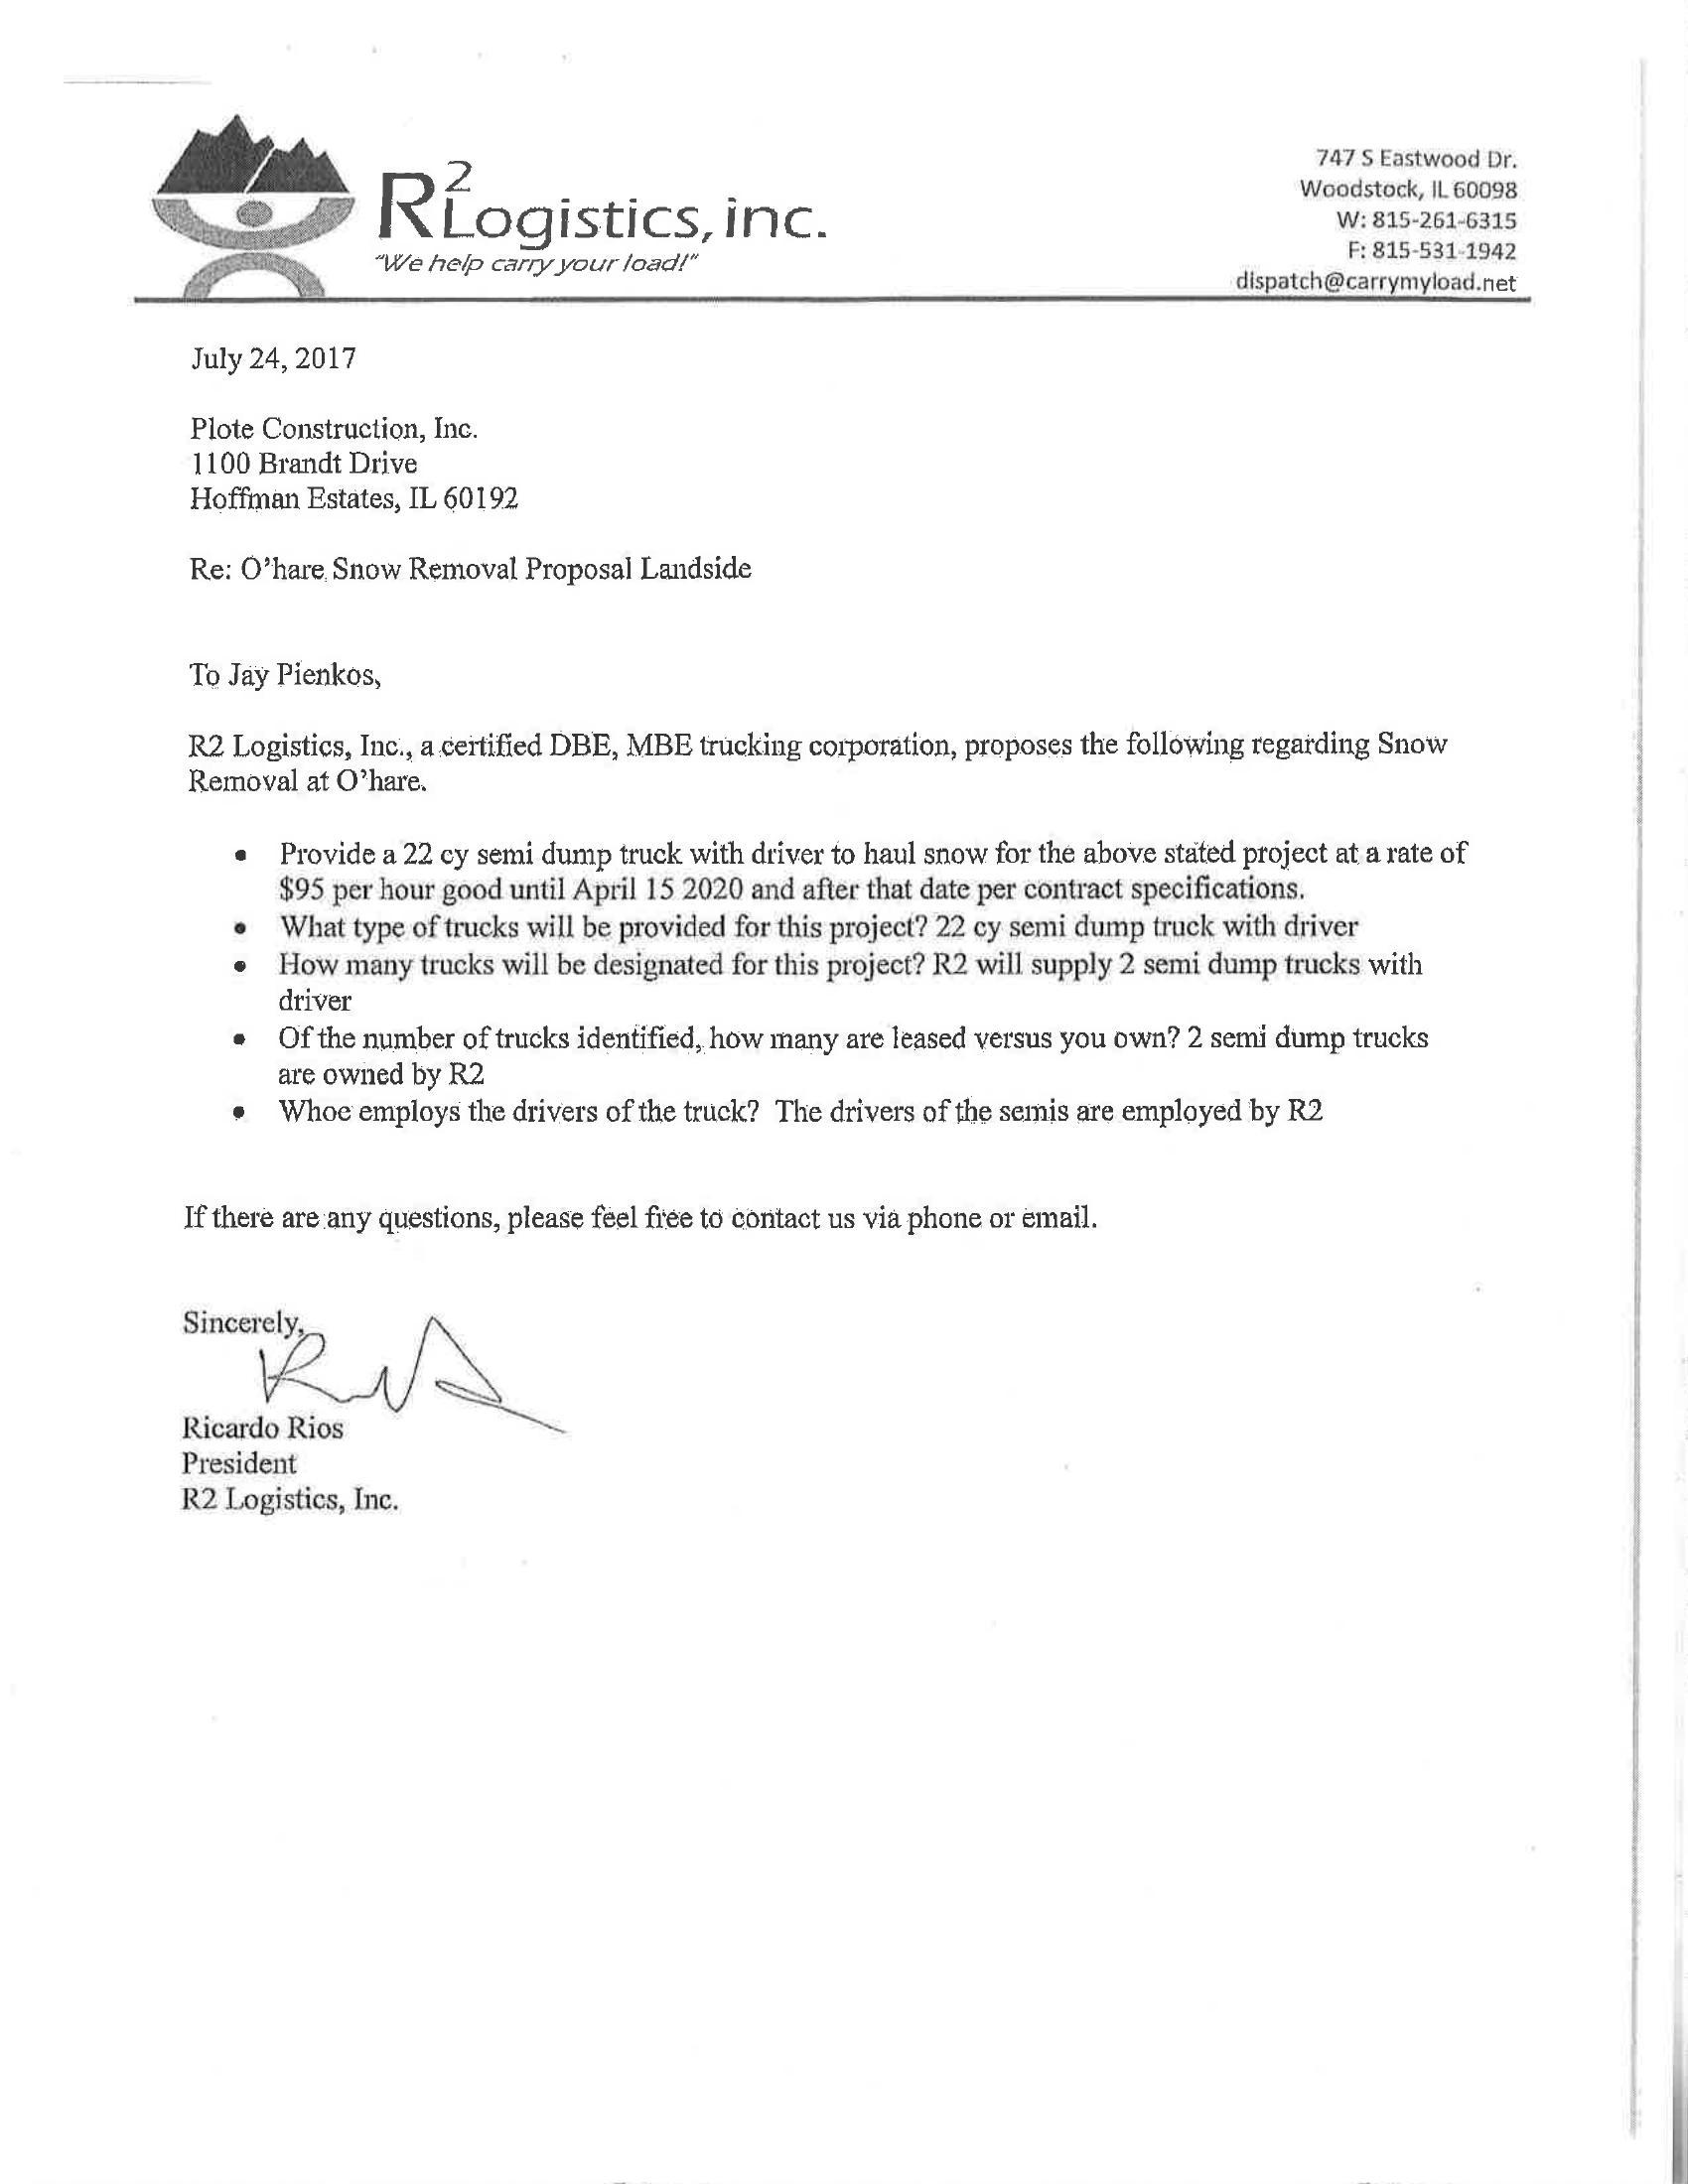 R2 Logistics, inc.
"We help carry your load!"
747 S Eastwood Dr.
Woodstock, IL 60098
W: 815-261-6315
F: 815-531-1942
dispatch@carrymyload.net
July 24, 2017
Plote Construction, Inc.
1100 Brandt Drive
Hoffman Estates, IL 60192
Re: O'hare Snow Removal Proposal Landside
To Jay Pienkos,
R2 Logistics, Inc., a certified DBE, MBE trucking corporation, proposes the following regarding Snow
Removal at O'hare.
• Provide a 22 cy semi dump truck with driver to haul snow for the above stated project at a rate of
$95 per hour good until April 15 2020 and after that date per contract specifications.
• What type of trucks will be provided for this project? 22 cy semi dump truck with driver
• How many trucks will be designated for this project? R2 will supply 2 semi dump trucks with
driver
• Of the number of trucks identified, how many are leased versus you own? 2 semi dump trucks
are owned by R2
• Whoe employs the drivers of the truck? The drivers of the semis are employed by R2
If there are any questions, please feel free to contact us via phone or email.
Sincerely,
Ricardo Rios
President
R2 Logistics, Inc.